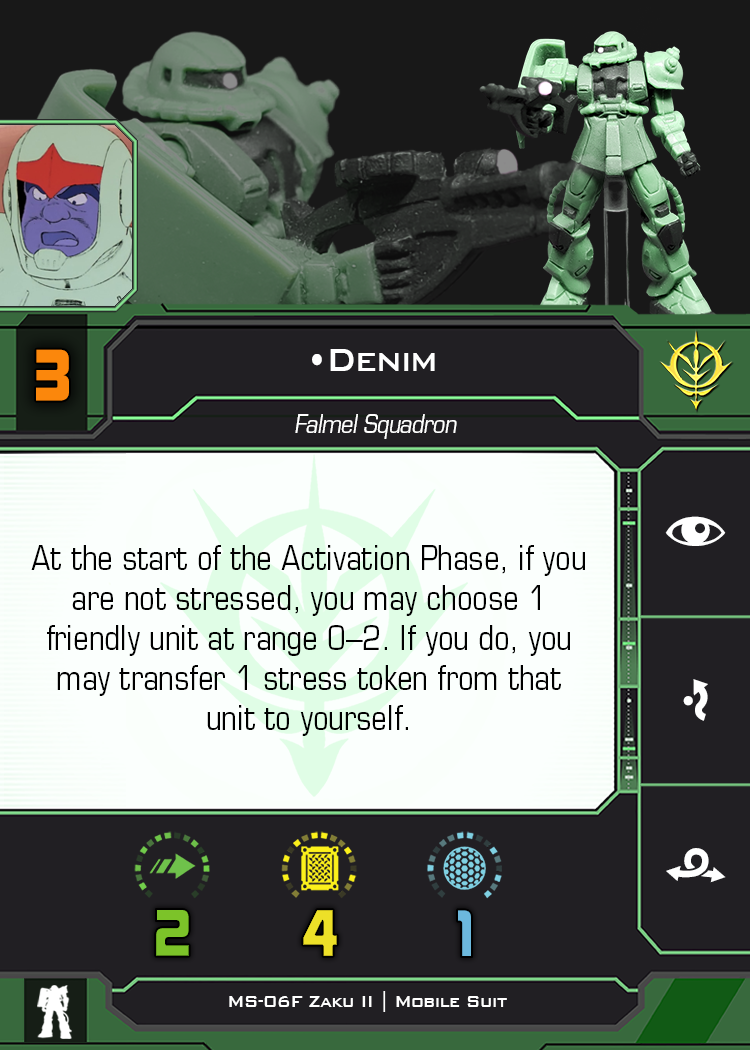 3
•Denim
Falmel Squadron
At the start of the Activation Phase, if you
are not stressed, you may choose 1
friendly unit at range 0–2. If you do, you
may transfer 1 stress token from that
unit to yourself.
2 4 1
MS-06F Zaku II | Mobile Suit